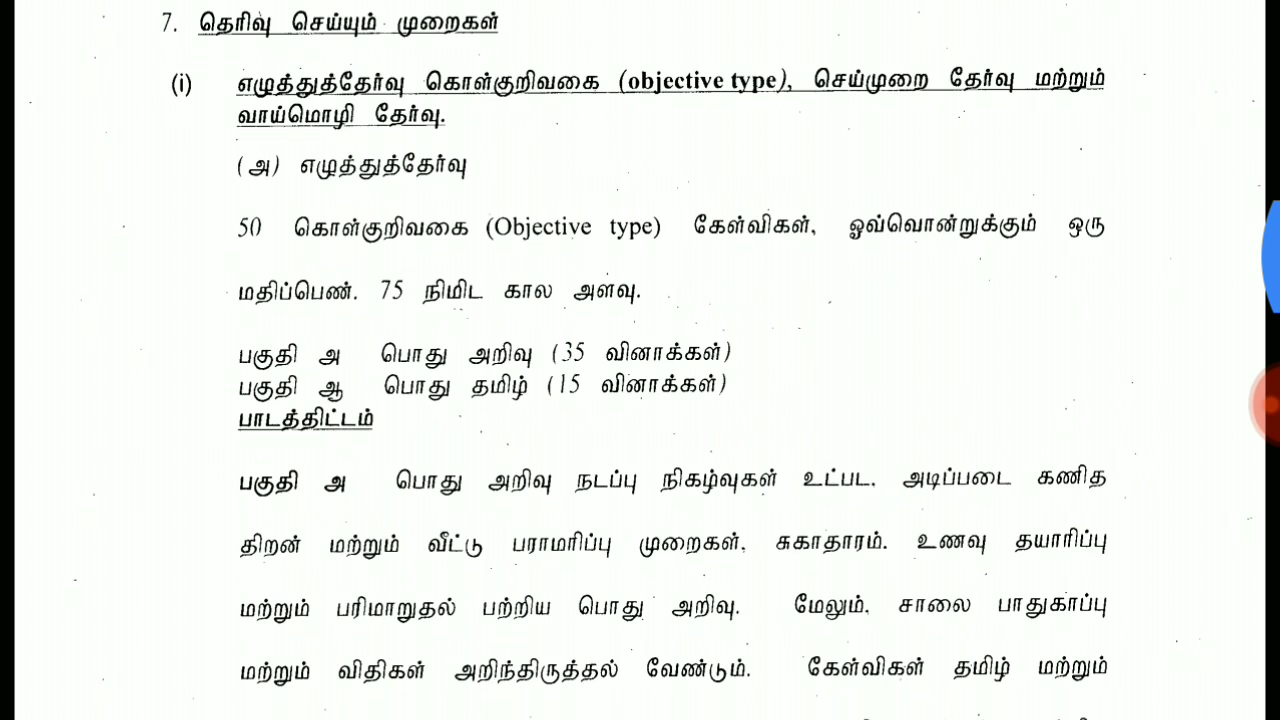 7. தெரிவு செய்யும் முறைகள்
(i) எழுத்துத்தேர்வு கொள்குறிவகை (objective type), செய்முறை தேர்வு மற்றும்
வாய்மொழி தேர்வு.
(அ) எழுத்துத்தேர்வு
50 கொள்குறிவகை (Objective type) கேள்விகள், ஓவ்வொன்றுக்கும் ஒரு
மதிப்பெண். 75 நிமிட கால அளவு.
பகுதி அ பொது அறிவு (35 வினாக்கள்)
பகுதி ஆ பொது தமிழ் (15 வினாக்கள்)
பாடத்திட்டம்
பகுதி அ பொது அறிவு நடப்பு நிகழ்வுகள் உட்பட. அடிப்படை கணித
திறன் மற்றும் வீட்டு பராமரிப்பு முறைகள், சுகாதாரம். உணவு தயாரிப்பு
மற்றும் பரிமாறுதல் பற்றிய பொது அறிவு. மேலும், சாலை பாதுகாப்பு
மற்றும் விதிகள் அறிந்திருத்தல் வேண்டும். கேள்விகள் தமிழ் மற்றும்